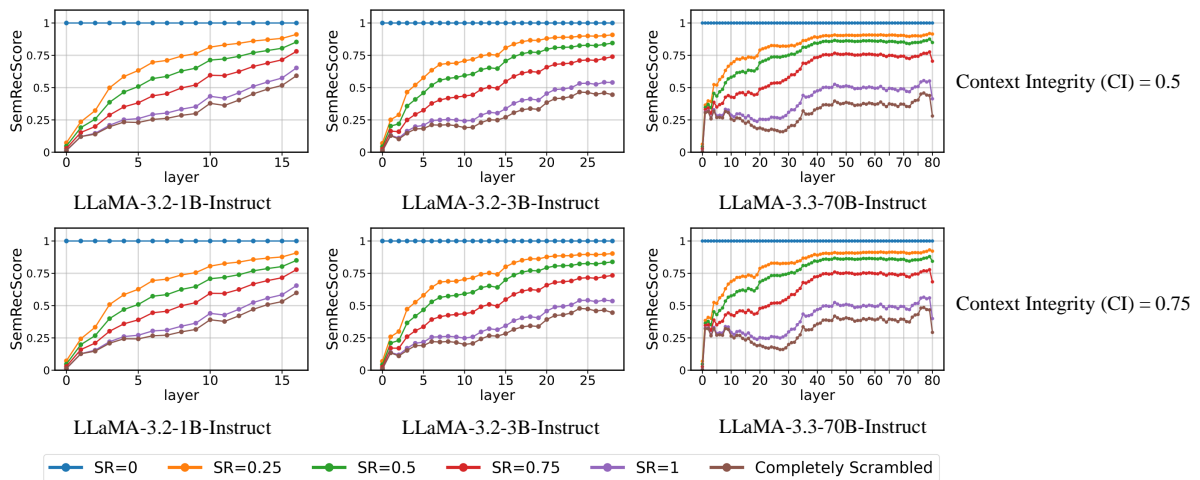 1
0.75
0.5
0.25
0
SemRecScore
0 5 10 15
layer
LLaMA-3.2-1B-Instruct
1
0.75
0.5
0.25
0
SemRecScore
0 5 10 15 20 25
layer
LLaMA-3.2-3B-Instruct
1
0.75
0.5
0.25
0
SemRecScore
0 10 20 30 40 50 60 70 80
layer
LLaMA-3.3-70B-Instruct
Context Integrity (CI) = 0.5
1
0.75
0.5
0.25
0
SemRecScore
0 5 10 15
layer
LLaMA-3.2-1B-Instruct
1
0.75
0.5
0.25
0
SemRecScore
0 5 10 15 20 25
layer
LLaMA-3.2-3B-Instruct
1
0.75
0.5
0.25
0
SemRecScore
0 10 20 30 40 50 60 70 80
layer
LLaMA-3.3-70B-Instruct
Context Integrity (CI) = 0.75
SR=0 SR=0.25 SR=0.5 SR=0.75 SR=1 Completely Scrambled